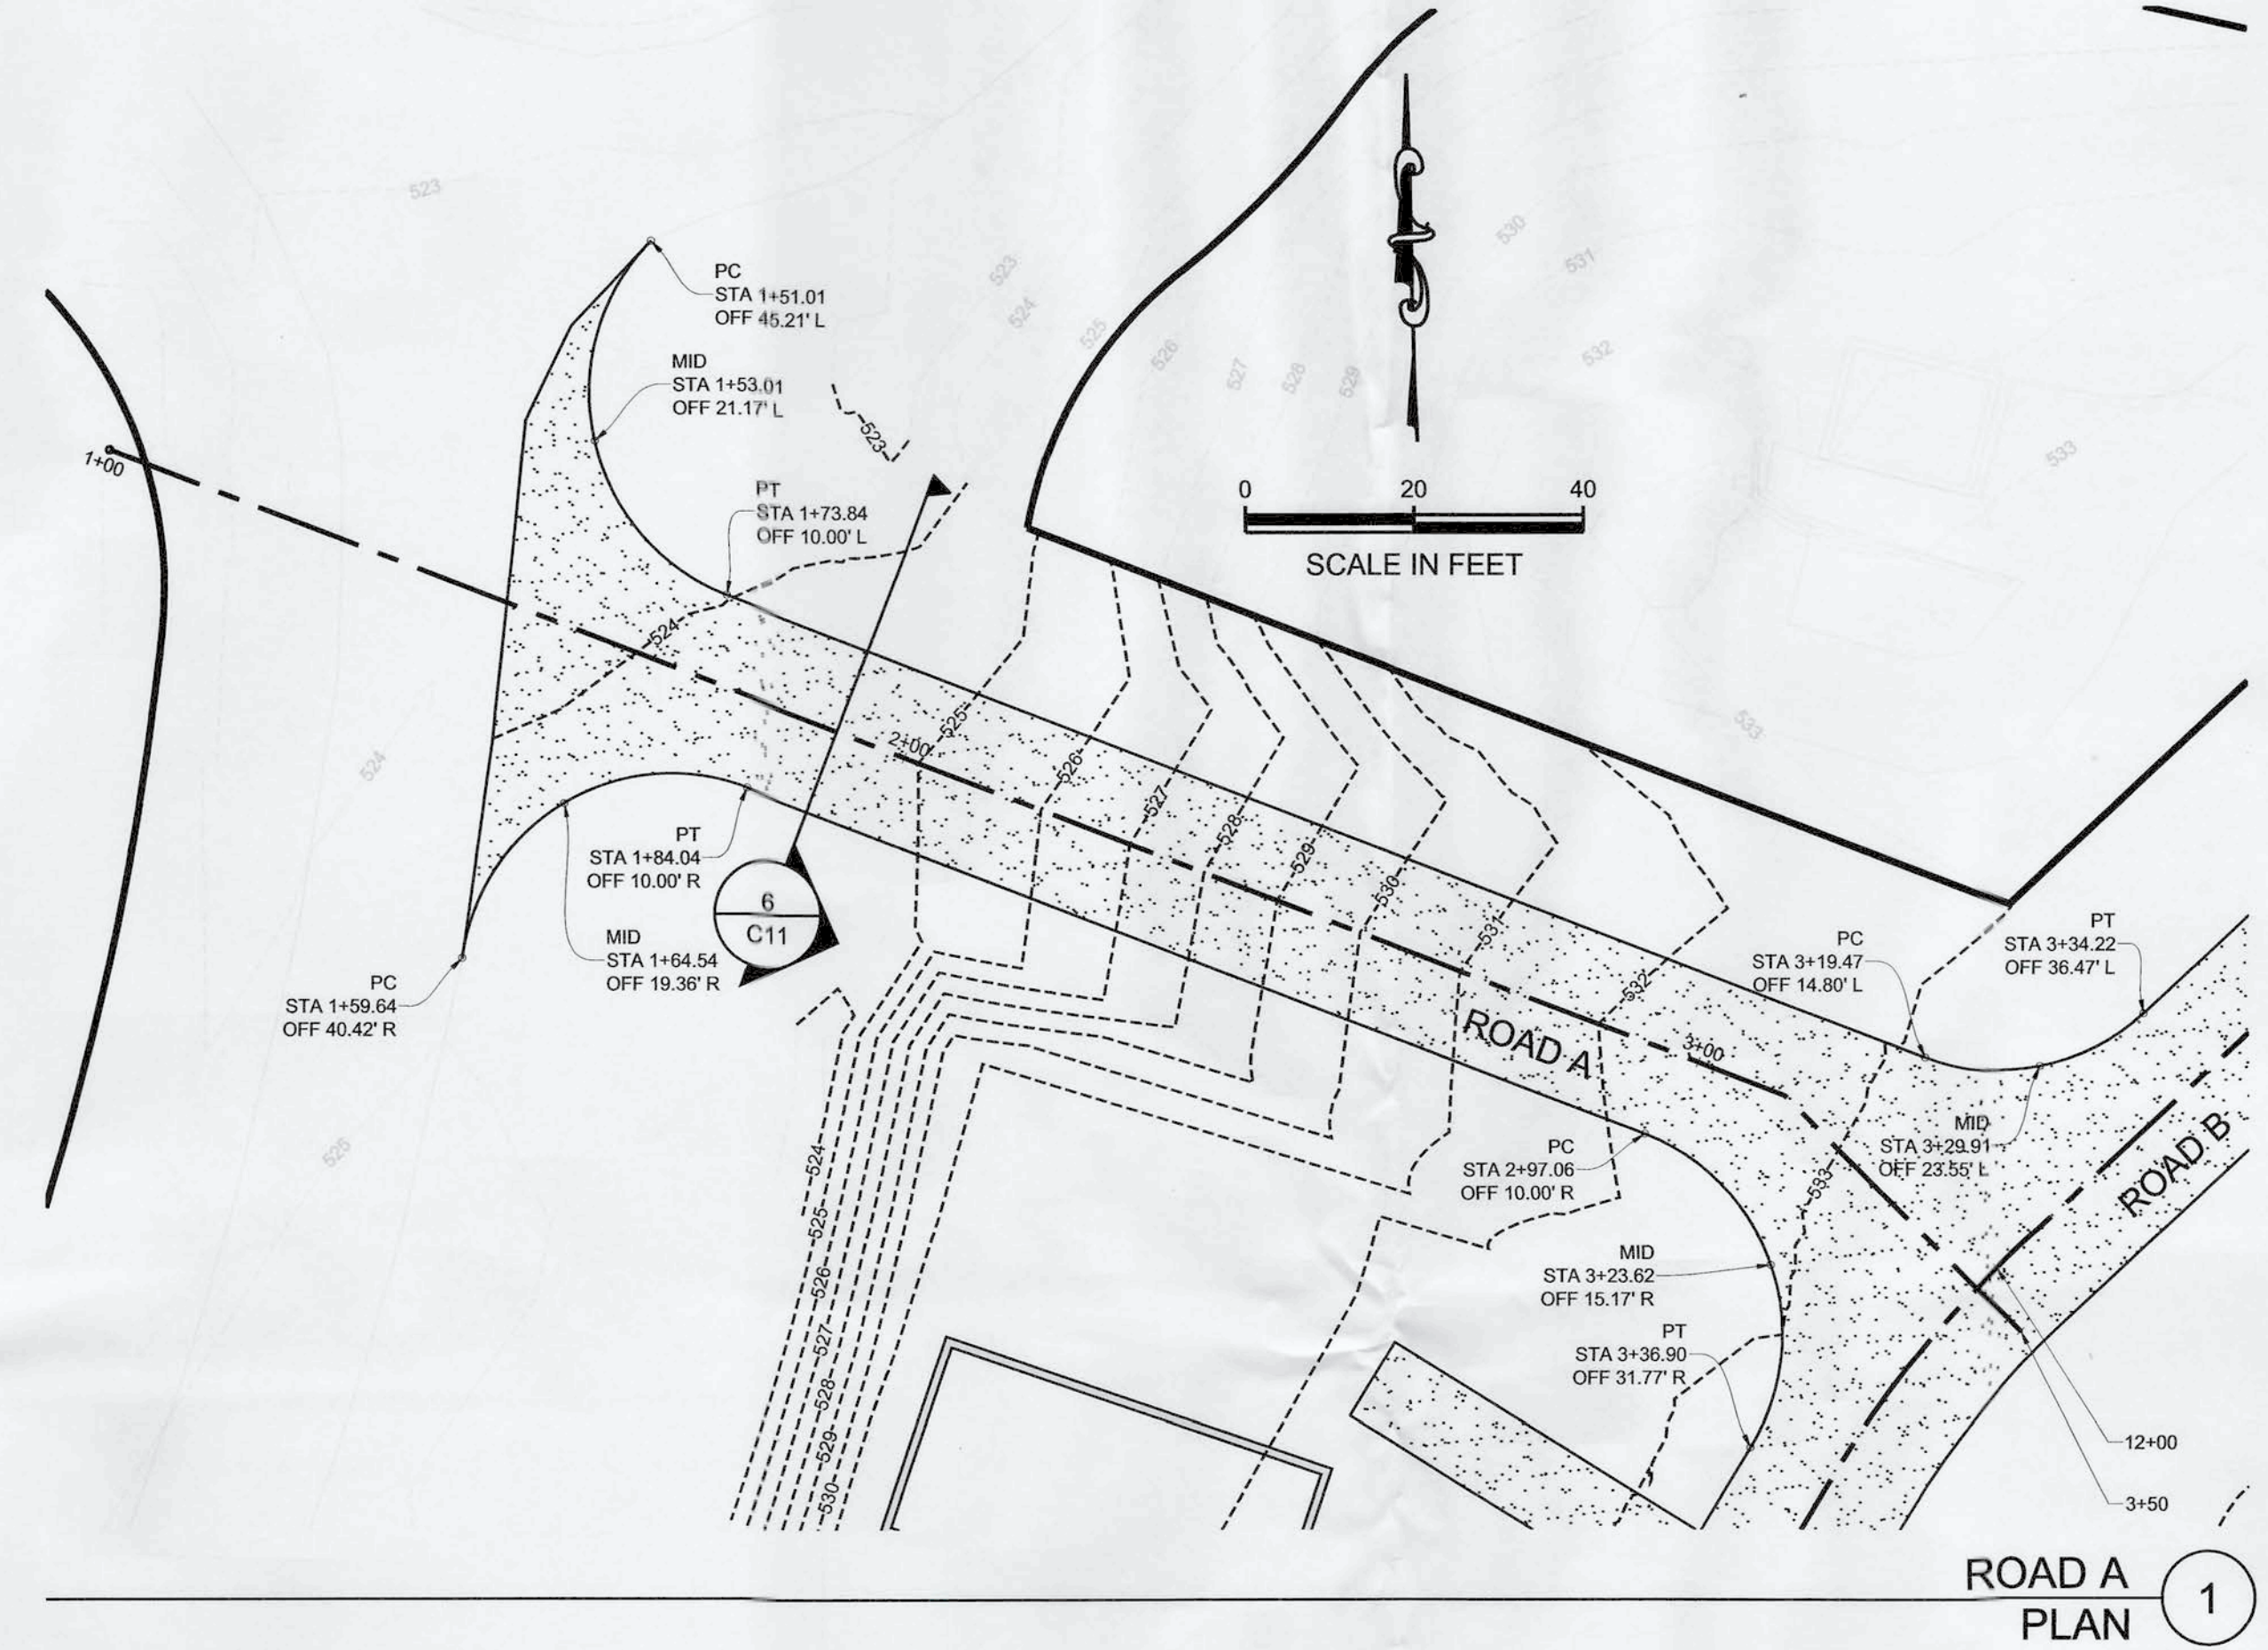 523
PC
STA 1+51.01
OFF 45.21' L
MID
STA 1+53.01
OFF 21.17' L
523
PT
STA 1+73.84
OFF 10.00' L
1+00
523
524
525
526
527
528
529
530
531
532
533
533
0 20 40
SCALE IN FEET
524
524
525
526
527
528
529
530
531
532
2+00
3+00
ROAD A
PT
STA 1+84.04
OFF 10.00' R
6
C11
MID
STA 1+64.54
OFF 19.36' R
PC
STA 1+59.64
OFF 40.42' R
525
PC
STA 3+19.47
OFF 14.80' L
PT
STA 3+34.22
OFF 36.47' L
MID
STA 3+29.91
OFF 23.55' L
ROAD B
533
PC
STA 2+97.06
OFF 10.00' R
MID
STA 3+23.62
OFF 15.17' R
PT
STA 3+36.90
OFF 31.77' R
524
525
526
527
528
529
530
12+00
3+50
ROAD A
PLAN
1